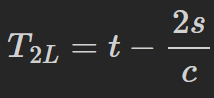 T_{2L} = t - \frac{2s}{c}